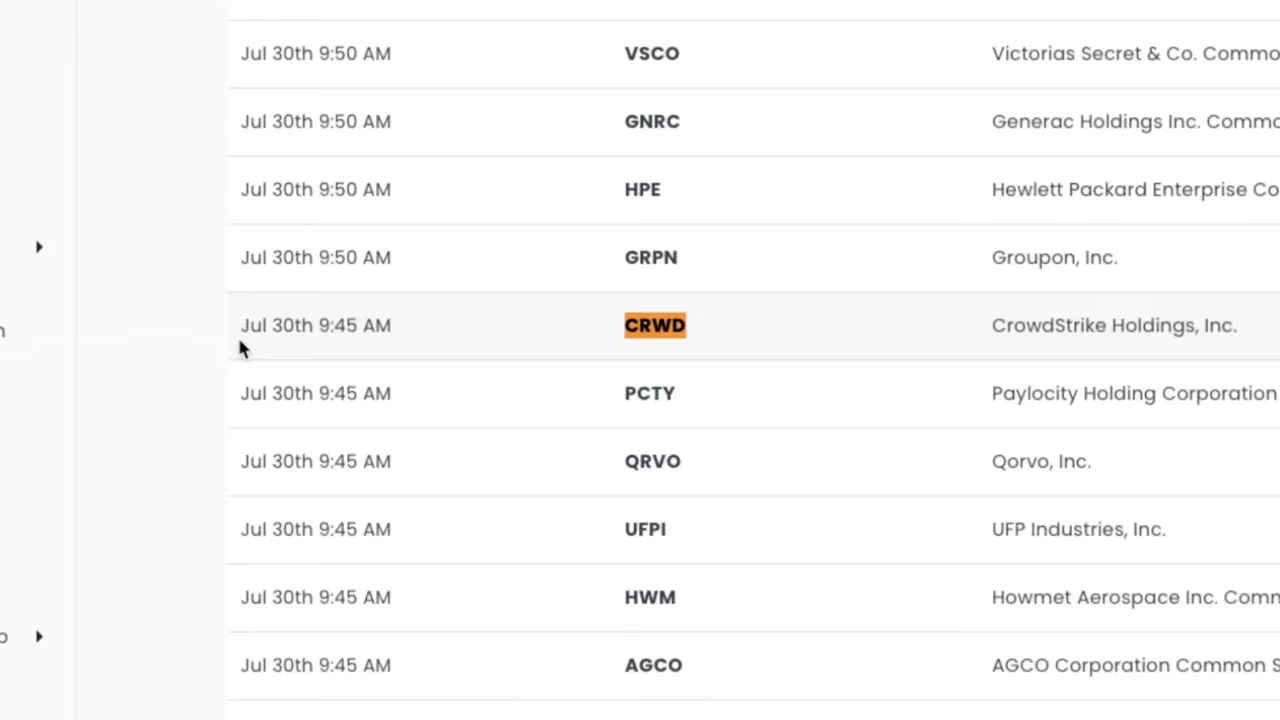 Jul 30th 9:50 AM VSCO Victorias Secret & Co. Commo
Jul 30th 9:50 AM GNRC Generac Holdings Inc. Commo
Jul 30th 9:50 AM HPE Hewlett Packard Enterprise Co
Jul 30th 9:50 AM GRPN Groupon, Inc.
Jul 30th 9:45 AM CRWD CrowdStrike Holdings, Inc.
Jul 30th 9:45 AM PCTY Paylocity Holding Corporation
Jul 30th 9:45 AM QRVO Qorvo, Inc.
Jul 30th 9:45 AM UFPI UFP Industries, Inc.
Jul 30th 9:45 AM HWM Howmet Aerospace Inc. Comm
Jul 30th 9:45 AM AGCO AGCO Corporation Common S